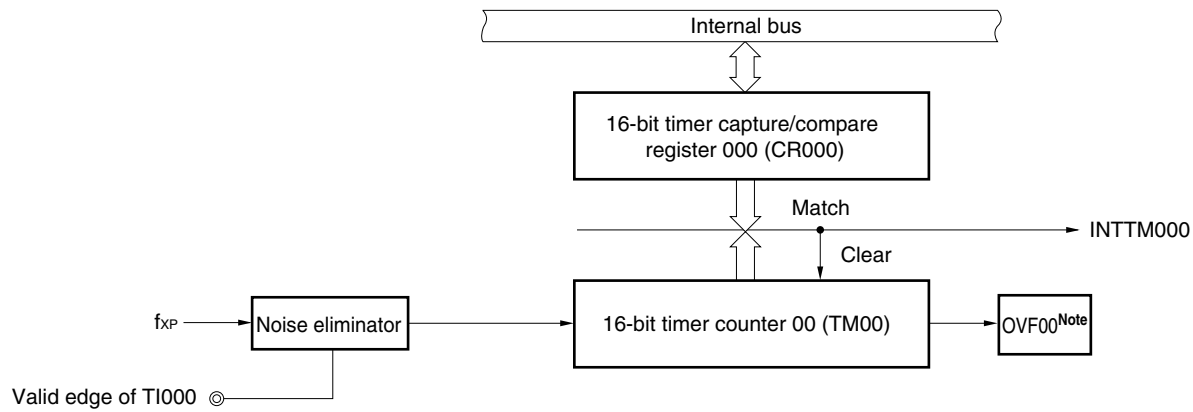 Internal bus
16-bit timer capture/compare
register 000 (CR000)
Match
INTTM000
Clear
fXP
Noise eliminator
16-bit timer counter 00 (TM00)
OVF00Note
Valid edge of TI000